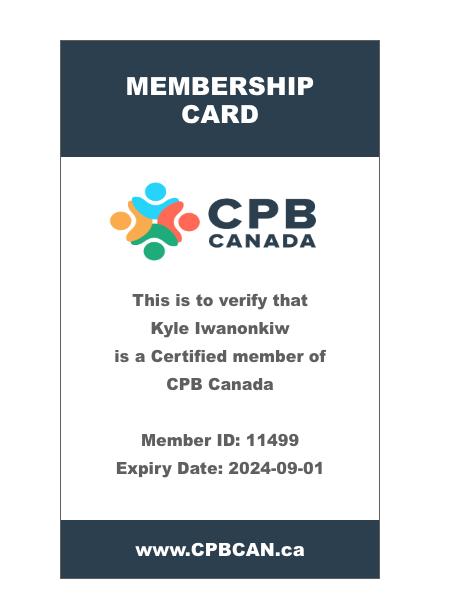 MEMBERSHIP
CARD
CPB
CANADA
This is to verify that
Kyle Iwanonkiw
is a Certified member of
CPB Canada
Member ID: 11499
Expiry Date: 2024-09-01
www.CPBCAN.ca